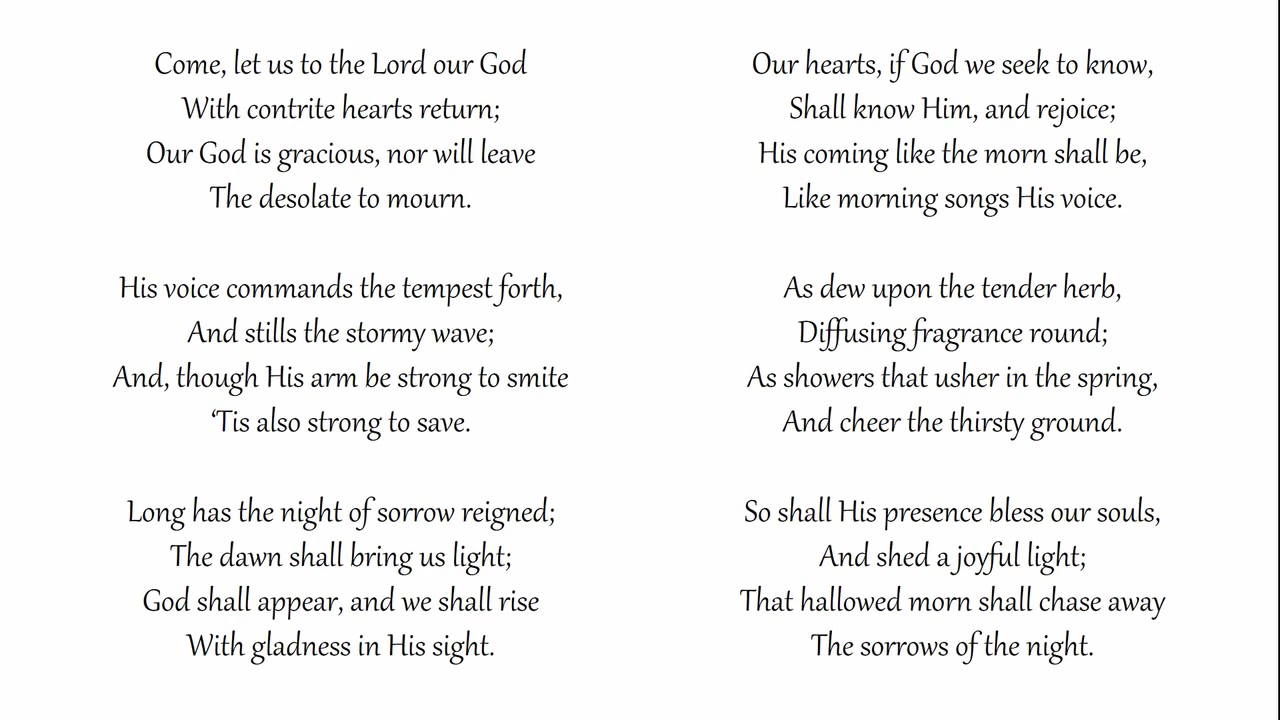 Come, let us to the Lord our God
With contrite hearts return;
Our God is gracious, nor will leave
The desolate to mourn.
His voice commands the tempest forth,
And stills the stormy wave;
And, though His arm be strong to smite
‘Tis also strong to save.
Long has the night of sorrow reigned;
The dawn shall bring us light;
God shall appear, and we shall rise
With gladness in His sight.
Our hearts, if God we seek to know,
Shall know Him, and rejoice;
His coming like the morn shall be,
Like morning songs His voice.
As dew upon the tender herb,
Diffusing fragrance round;
As showers that usher in the spring,
And cheer the thirsty ground.
So shall His presence bless our souls,
And shed a joyful light;
That hallowed morn shall chase away
The sorrows of the night.